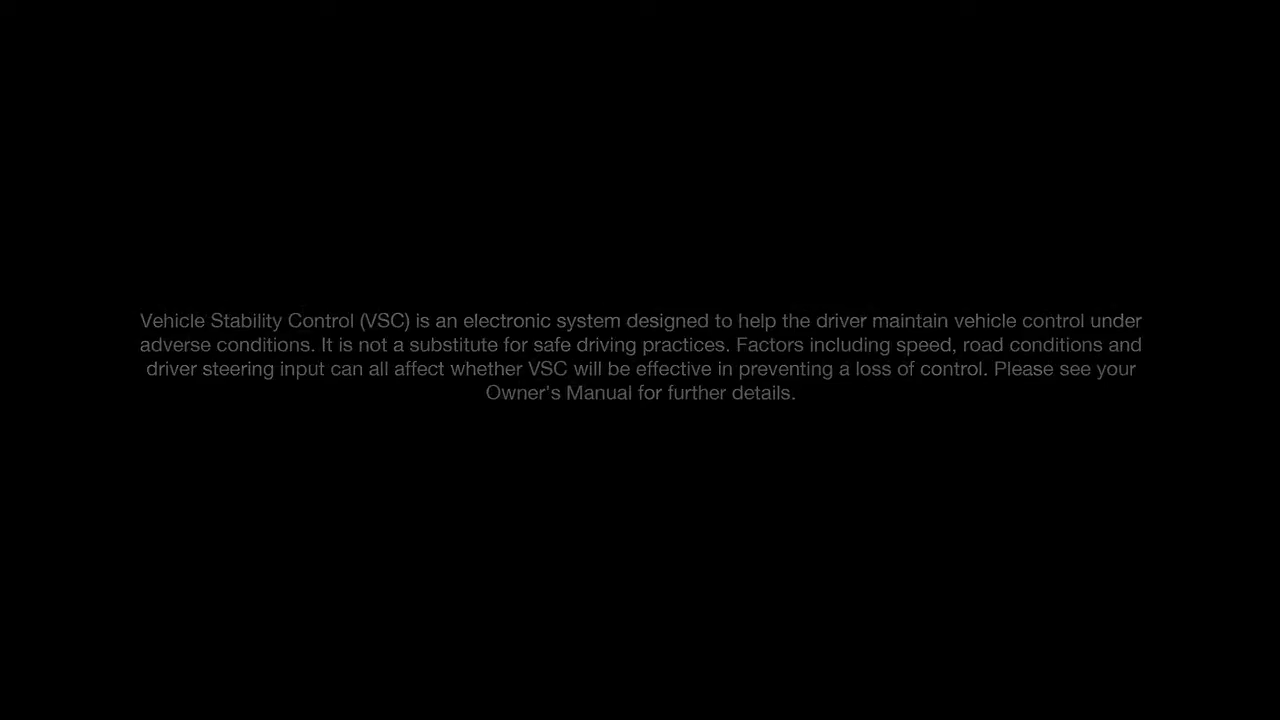 Vehicle Stability Control (VSC) is an electronic system designed to help the driver maintain vehicle control under
adverse conditions. It is not a substitute for safe driving practices. Factors including speed, road conditions and
driver steering input can all affect whether VSC will be effective in preventing a loss of control. Please see your
Owner's Manual for further details.